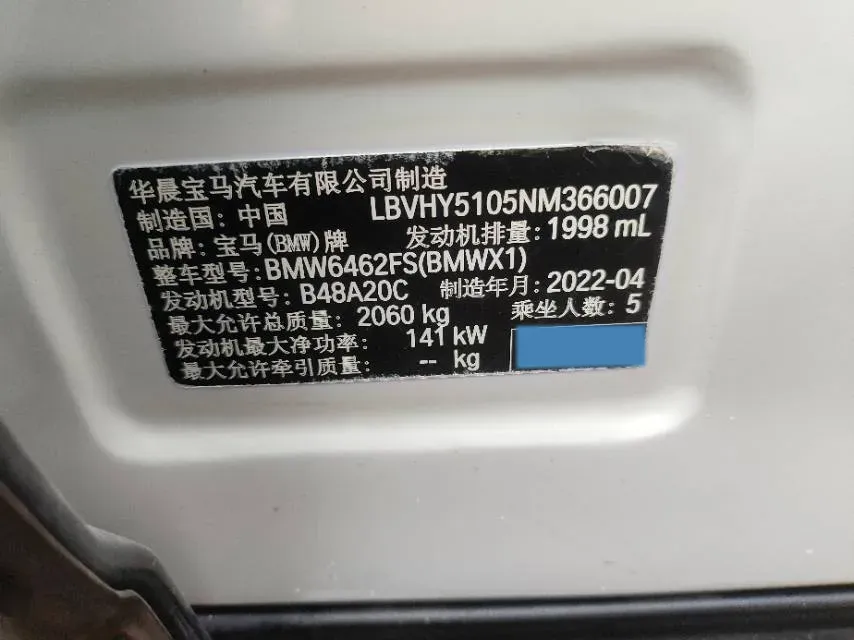 华晨宝马汽车有限公司制造
制造国: 中国 LBVHY5105NM366007
品牌: 宝马(BMW)牌 发动机排量: 1998 mL
整车型号: BMW6462FS(BMWX1)
发动机型号: B48A20C 制造年月: 2022-04
最大允许总质量: 2060 kg 乘坐人数: 5
发动机最大净功率: 141 kW
最大允许牵引质量: -- kg